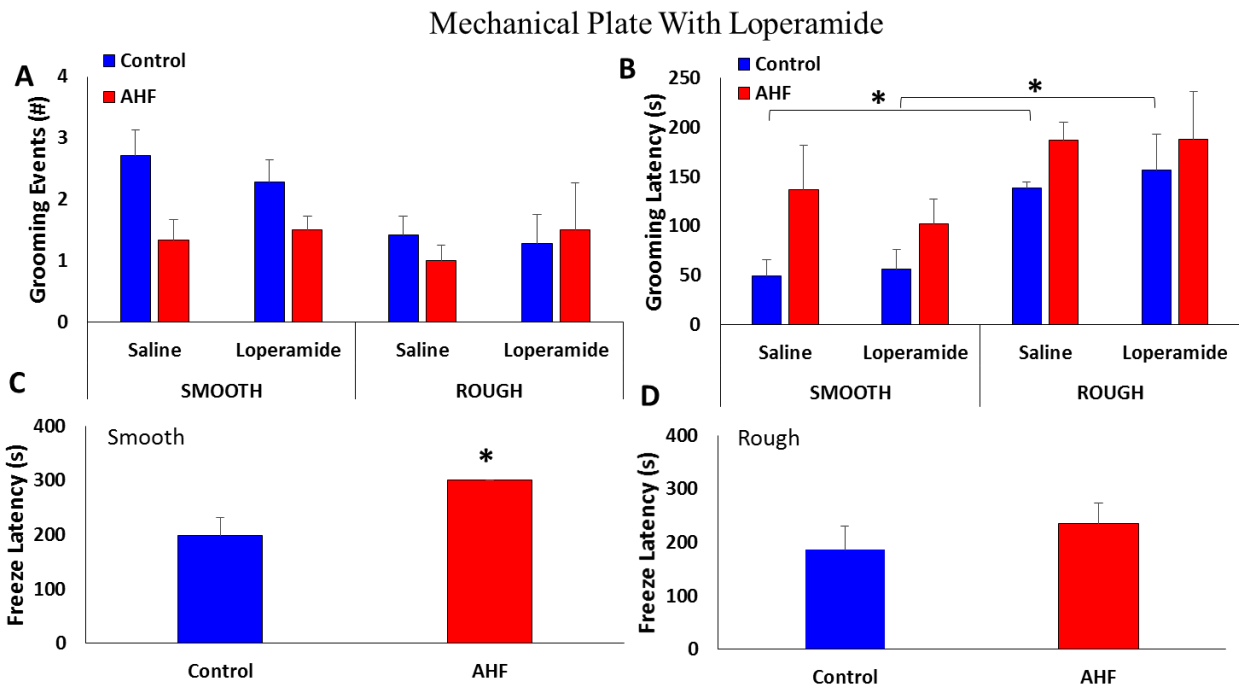 Mechanical Plate With Loperamide
A
Control
AHF
Grooming Events (#)
4
3
2
1
0
Saline
Loperamide
Saline
Loperamide
SMOOTH
ROUGH
B
Control
AHF
Grooming Latency (s)
250
200
150
100
50
0
*
*
Saline
Loperamide
Saline
Loperamide
SMOOTH
ROUGH
C
Smooth
Freeze Latency (s)
400
300
200
100
0
*
Control
AHF
D
Rough
Freeze Latency (s)
400
300
200
100
0
Control
AHF